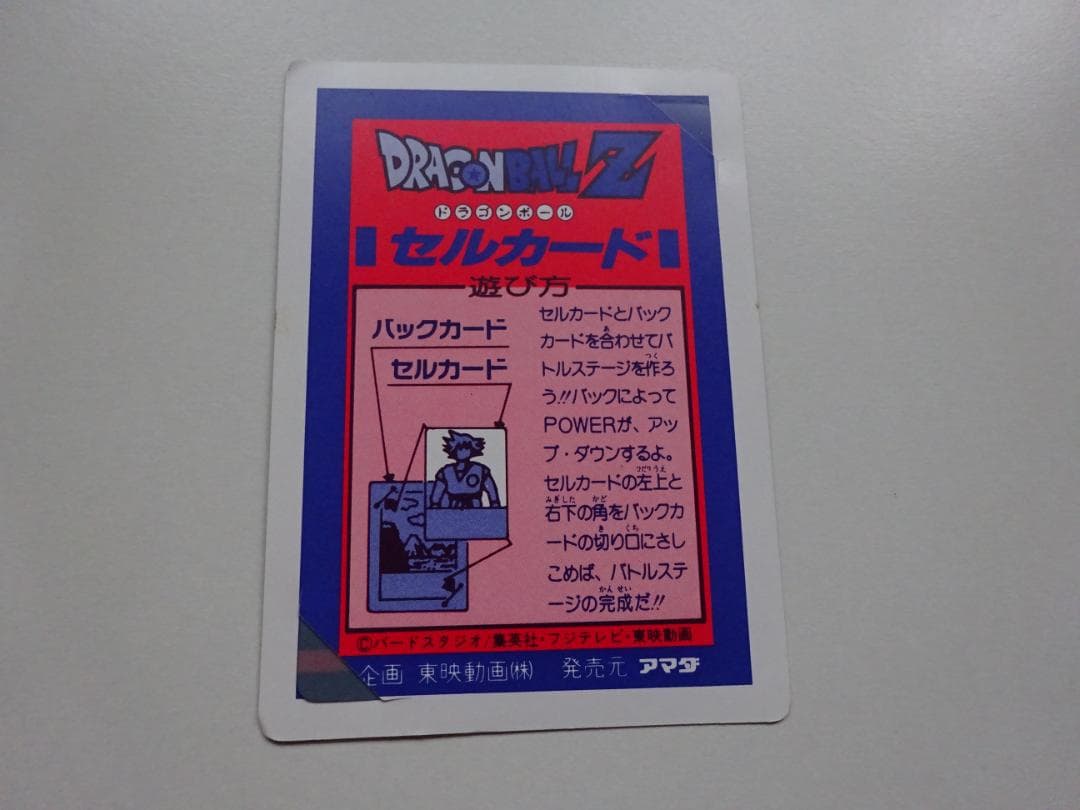 DRAGON BALL Z
ドラゴンボール
セルカード
遊び方
バックカード
セルカード
セルカードとバック
カードを合わせてバ
トルステージを作ろ
う!!バックによって
POWERが、アッ
プ・ダウンするよ。
セルカードの左上と
右下の角をバックカ
ードの切り口にさし
こめば、バトルステ
ージの完成だ!!
©バードスタジオ/集英社・フジテレビ・東映動画
企画 東映動画㈱ 発売元 アマダ